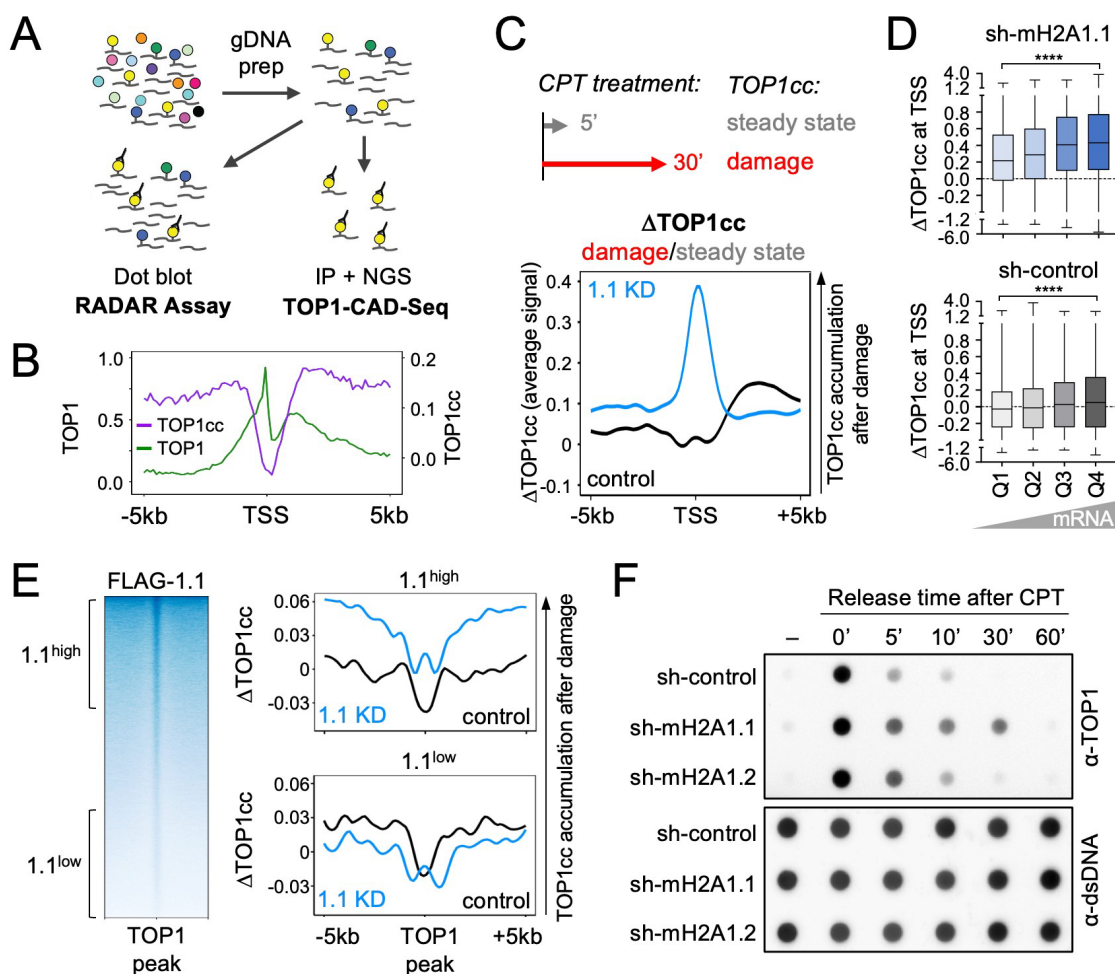 A
gDNA
prep
Dot blot
RADAR Assay
IP + NGS
TOP1-CAD-Seq
B
1.0
0.5
0.0
TOP1
TOP1cc
TOP1
0.2
0.1
0.0
TOP1cc
-5kb
TSS
5kb
C
CPT treatment:
TOP1cc:
5’
steady state
30’
damage
ΔTOP1cc
damage/steady state
ΔTOP1cc (average signal)
0.4
0.3
0.2
0.1
0
-0.1
1.1 KD
control
-5kb
TSS
+5kb
TOP1cc accumulation
after damage
D
sh-mH2A1.1
****
ΔTOP1cc at TSS
4.0
0.8
0.6
0.4
0.2
0.0
-0.2
-1.2
-6.0
sh-control
****
ΔTOP1cc at TSS
4.0
0.8
0.6
0.4
0.2
0.0
-0.2
-1.2
-6.0
Q1
Q2
Q3
Q4
mRNA
E
FLAG-1.1
1.1high
1.1low
TOP1
peak
1.1high
ΔTOP1cc
0.06
0.03
0
-0.03
1.1 KD
control
1.1low
ΔTOP1cc
0.06
0.03
0
-0.03
1.1 KD
control
-5kb
TOP1
peak
+5kb
TOP1cc accumulation after damage
F
Release time after CPT
–
0’
5’
10’
30’
60’
sh-control
sh-mH2A1.1
sh-mH2A1.2
α-TOP1
sh-control
sh-mH2A1.1
sh-mH2A1.2
α-dsDNA